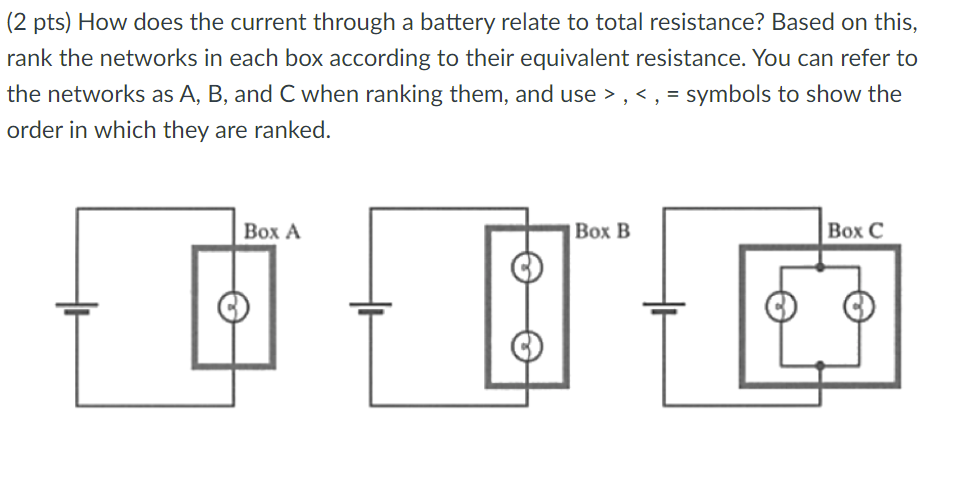 (2 pts) How does the current through a battery relate to total resistance? Based on this,
rank the networks in each box according to their equivalent resistance. You can refer to
the networks as A, B, and C when ranking them, and use > , < , = symbols to show the
order in which they are ranked.
Box A
Box B
Box C